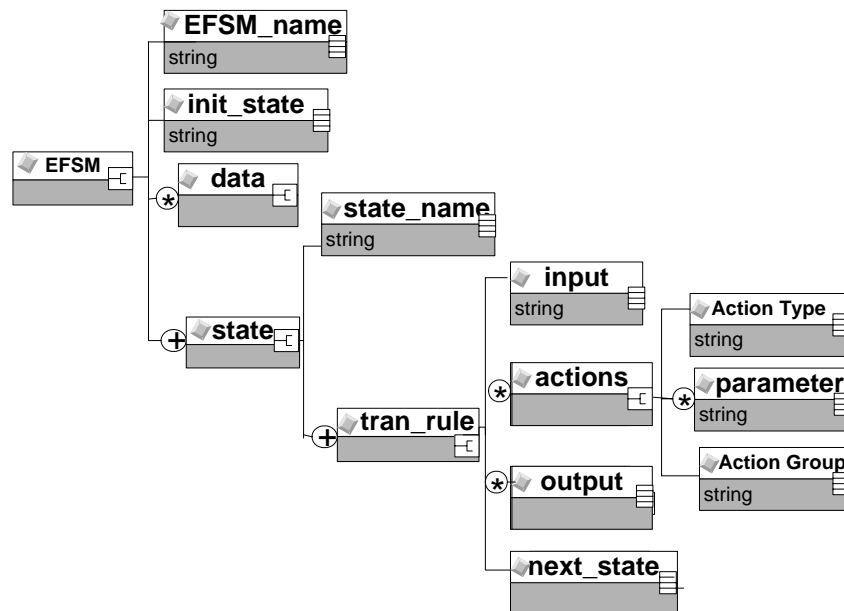 EFSM_name
string
init_state
string
EFSM
*
data
state_name
string
+
state
input
string
Action Type
string
*
actions
*
parameter
string
+
tran_rule
Action Group
string
*
output
next_state